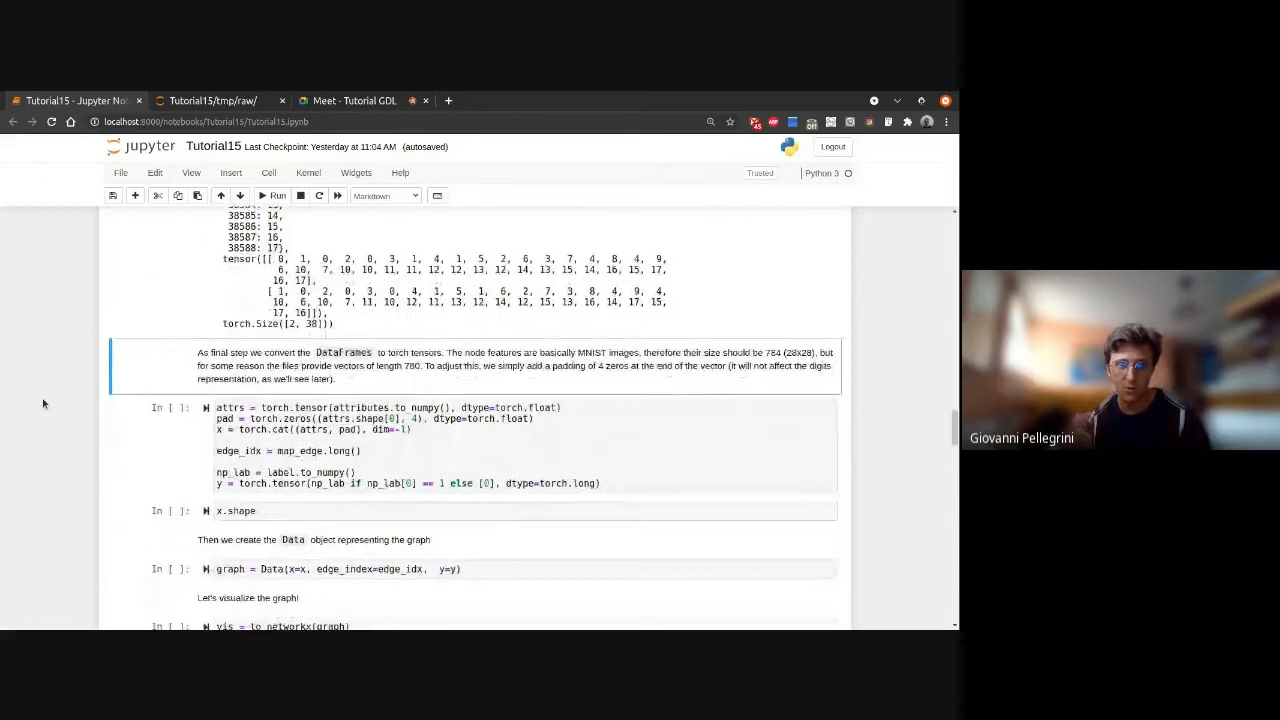 Tutorial15 - Jupyter No
Tutorial15/tmp/raw/
Meet - Tutorial GDL
localhost:8000/notebooks/Tutorial15/Tutorial15.ipynb
45
ABP
off
jupyter Tutorial15 Last Checkpoint: Yesterday at 11:04 AM (autosaved)
Logout
File Edit View Insert Cell Kernel Widgets Help
Trusted
Python 3
Run
Markdown
38585: 14,
38586: 15,
38587: 16,
38588: 17},
tensor([[ 0, 1, 0, 2, 0, 3, 1, 4, 1, 5, 2, 6, 3, 7, 4, 8, 4, 9,
6, 10, 7, 10, 10, 11, 11, 12, 12, 13, 12, 14, 13, 15, 14, 16, 15, 17,
16, 17],
[ 1, 0, 2, 0, 3, 0, 4, 1, 5, 1, 6, 2, 7, 3, 8, 4, 9, 4,
10, 6, 10, 7, 11, 10, 12, 11, 13, 12, 14, 12, 15, 13, 16, 14, 17, 15,
17, 16]]),
torch.Size([2, 38]))
As final step we convert the DataFrames to torch tensors. The node features are basically MNIST images, therefore their size should be 784 (28x28), but
for some reason the files provide vectors of length 780. To adjust this, we simply add a padding of 4 zeros at the end of the vector (it will not affect the digits
representation, as we'll see later).
In [ ]: attrs = torch.tensor(attributes.to_numpy(), dtype=torch.float)
pad = torch.zeros((attrs.shape[0], 4), dtype=torch.float)
x = torch.cat((attrs, pad), dim=-1)
edge_idx = map_edge.long()
np_lab = label.to_numpy()
y = torch.tensor(np_lab if np_lab[0] == 1 else [0], dtype=torch.long)
In [ ]: x.shape
Then we create the Data object representing the graph
In [ ]: graph = Data(x=x, edge_index=edge_idx, y=y)
Let's visualize the graph!
In [ ]: vis = to_networkx(graph)
Giovanni Pellegrini